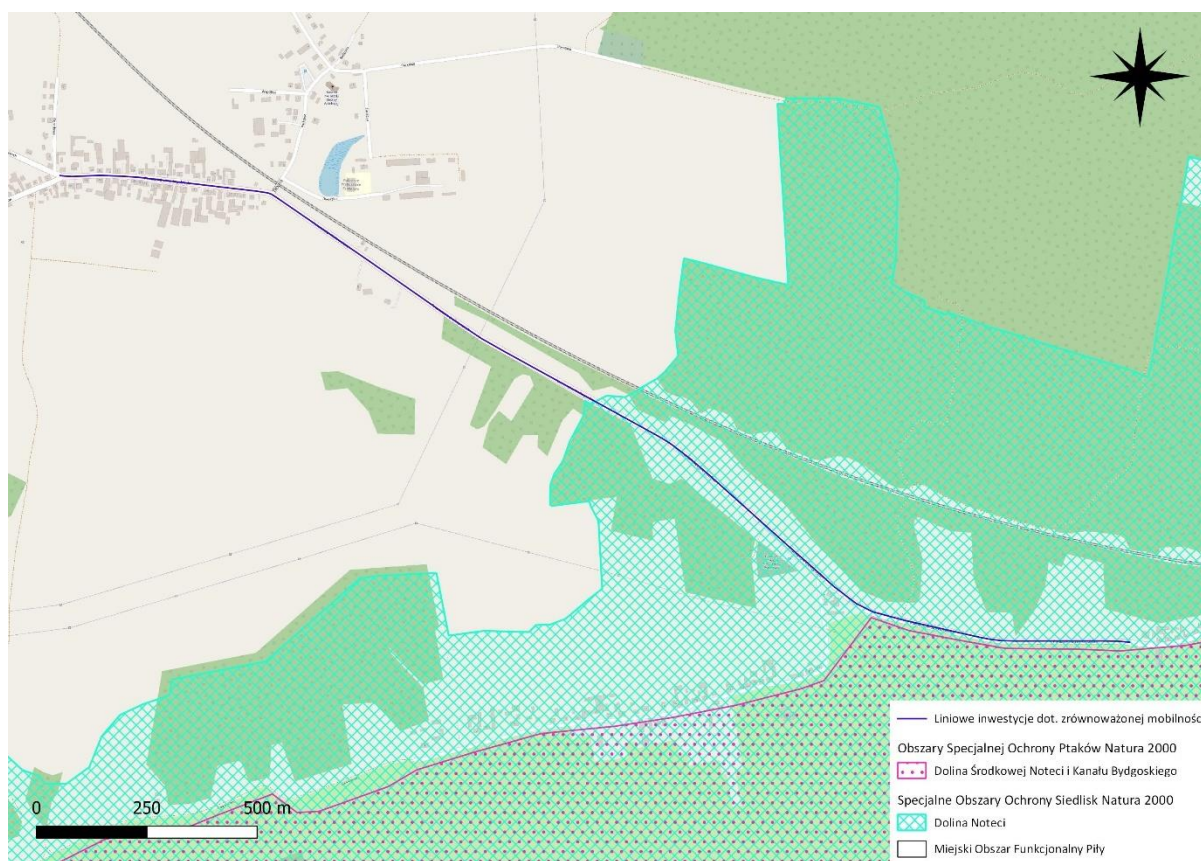 Liniowe inwestycje dot. zrównoważonej mobilnośc
Obszary Specjalnej Ochrony Ptaków Natura 2000
Dolina Środkowej Noteci i Kanału Bydgoskiego
Specjalne Obszary Ochrony Siedlisk Natura 2000
Dolina Noteci
Miejski Obszar Funkcjonalny Piły
0 250 500 m